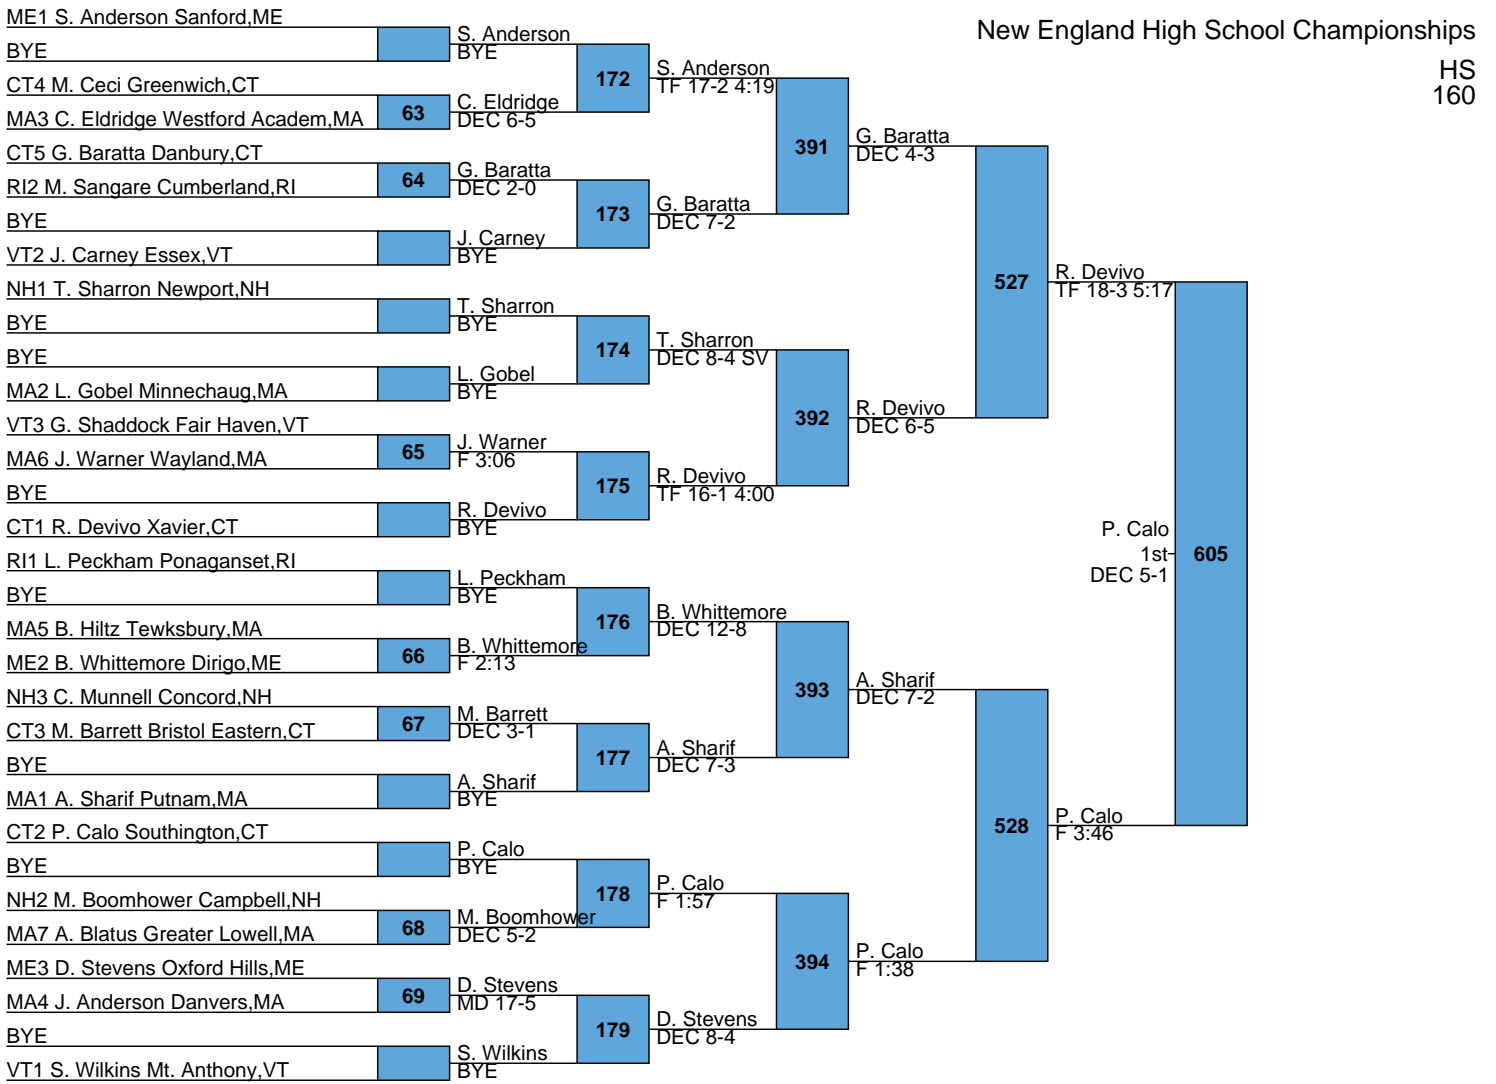 New England High School Championships
HS
160
ME1 S. Anderson Sanford,ME
BYE
CT4 M. Ceci Greenwich,CT
MA3 C. Eldridge Westford Academ,MA
CT5 G. Baratta Danbury,CT
RI2 M. Sangare Cumberland,RI
BYE
VT2 J. Carney Essex,VT
NH1 T. Sharron Newport,NH
BYE
BYE
MA2 L. Gobel Minnechaug,MA
VT3 G. Shaddock Fair Haven,VT
MA6 J. Warner Wayland,MA
BYE
CT1 R. Devivo Xavier,CT
RI1 L. Peckham Ponaganset,RI
BYE
MA5 B. Hiltz Tewksbury,MA
ME2 B. Whittemore Dirigo,ME
NH3 C. Munnell Concord,NH
CT3 M. Barrett Bristol Eastern,CT
BYE
MA1 A. Sharif Putnam,MA
CT2 P. Calo Southington,CT
BYE
NH2 M. Boomhower Campbell,NH
MA7 A. Blatus Greater Lowell,MA
ME3 D. Stevens Oxford Hills,ME
MA4 J. Anderson Danvers,MA
BYE
VT1 S. Wilkins Mt. Anthony,VT
63
64
65
66
67
68
69
S. Anderson
BYE
C. Eldridge
DEC 6-5
G. Baratta
DEC 2-0
J. Carney
BYE
T. Sharron
BYE
L. Gobel
BYE
J. Warner
F 3:06
R. Devivo
BYE
L. Peckham
BYE
B. Whittemore
F 2:13
M. Barrett
DEC 3-1
A. Sharif
BYE
P. Calo
BYE
M. Boomhower
DEC 5-2
D. Stevens
MD 17-5
S. Wilkins
BYE
172
173
174
175
176
177
178
179
S. Anderson
TF 17-2 4:19
G. Baratta
DEC 7-2
T. Sharron
DEC 8-4 SV
R. Devivo
TF 16-1 4:00
B. Whittemore
DEC 12-8
A. Sharif
DEC 7-3
P. Calo
F 1:57
D. Stevens
DEC 8-4
391
392
393
394
G. Baratta
DEC 4-3
R. Devivo
DEC 6-5
A. Sharif
DEC 7-2
P. Calo
F 1:38
527
528
R. Devivo
TF 18-3 5:17
P. Calo
F 3:46
P. Calo
1st
DEC 5-1
605